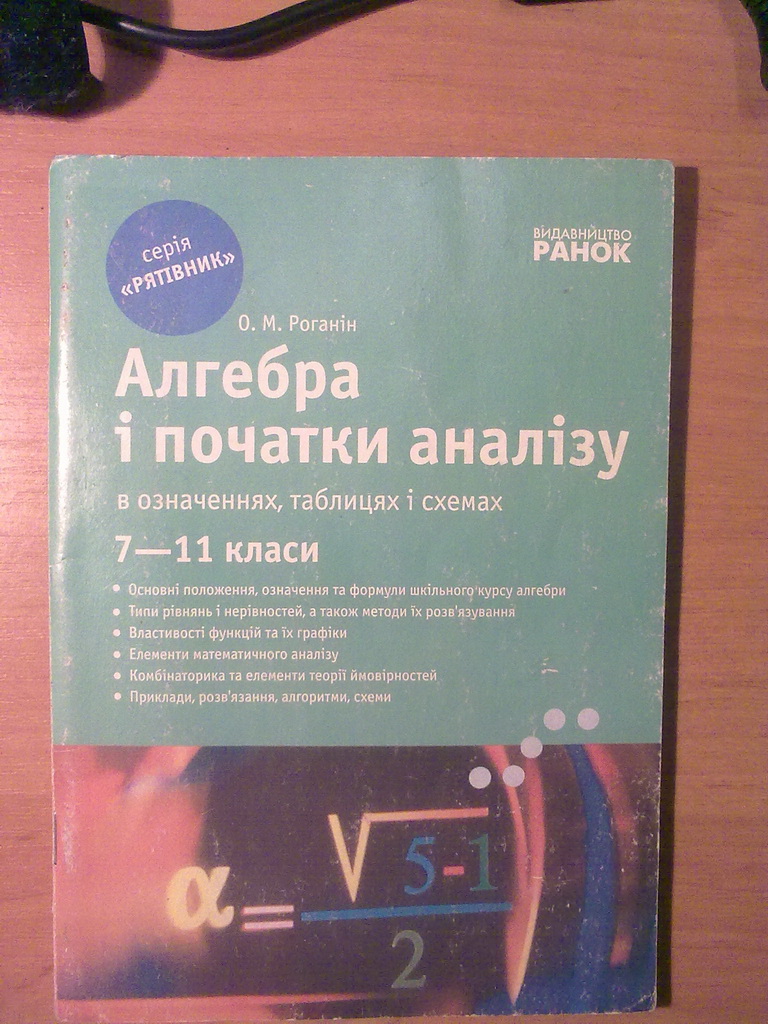 серія
«РЯТІВНИК»
ВИДАВНИЦТВО
РАНОК
О. М. Роганін
Алгебра
і початки аналізу
в означеннях, таблицях і схемах
7—11 класи
• Основні положення, означення та формули шкільного курсу алгебри
• Типи рівнянь і нерівностей, а також методи їх розв'язування
• Властивості функцій та їх графіки
• Елементи математичного аналізу
• Комбінаторика та елементи теорії ймовірностей
• Приклади, розв'язання, алгоритми, схеми
α = √5-1
2